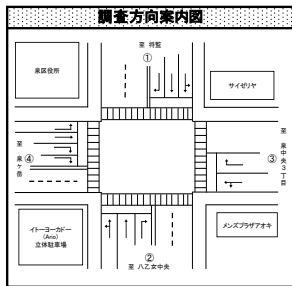 調査方向案内図
至 将監
①
泉区役所
サイゼリヤ
至 泉ヶ岳
④
③
至 泉中央3丁目
イトーヨーカドー
(Ario)
立体駐車場
メンズプラザアオキ
②
至 八乙女中央